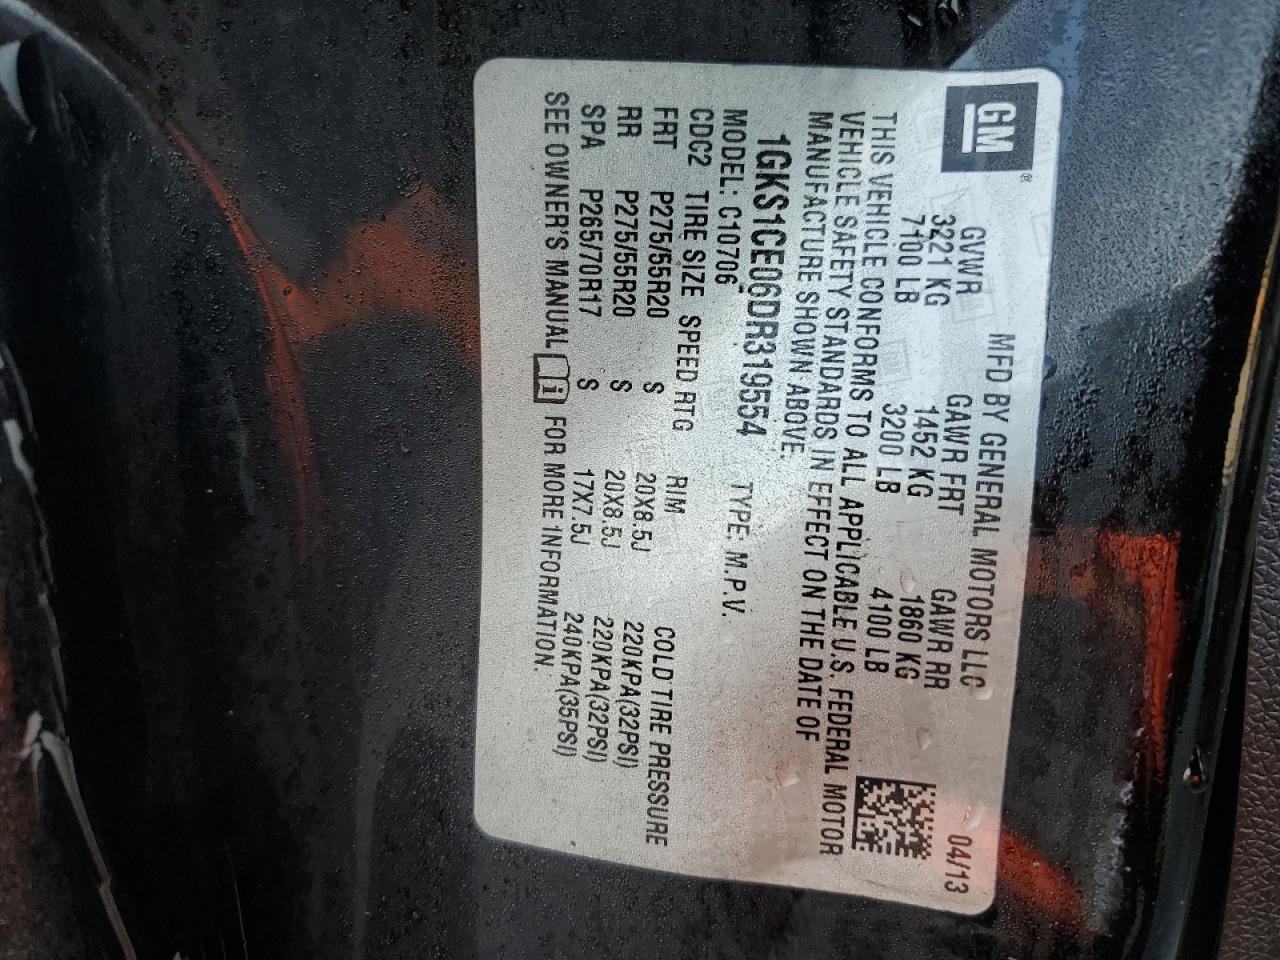 GM ®
MFD BY GENERAL MOTORS LLC 04/13
GVWR GAWR FRT GAWR RR
3221 KG 1452 KG 1860 KG
7100 LB 3200 LB 4100 LB
THIS VEHICLE CONFORMS TO ALL APPLICABLE U.S. FEDERAL MOTOR
VEHICLE SAFETY STANDARDS IN EFFECT ON THE DATE OF
MANUFACTURE SHOWN ABOVE.
1GKS1CE06DR319554 TYPE: M.P.V.
MODEL: C10706
CDC2 TIRE SIZE SPEED RTG RIM COLD TIRE PRESSURE
FRT P275/55R20 S 20X8.5J 220KPA(32PSI)
RR P275/55R20 S 20X8.5J 220KPA(32PSI)
SPA P265/70R17 S 17X7.5J 240KPA(35PSI)
SEE OWNER'S MANUAL i FOR MORE INFORMATION.